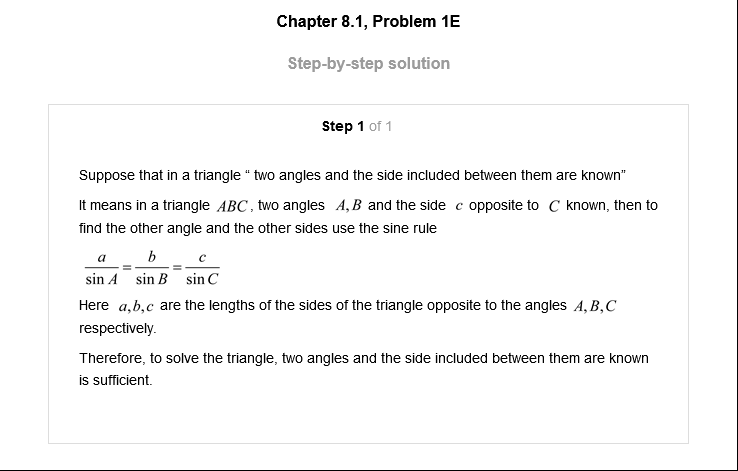 Chapter 8.1, Problem 1E
Step-by-step solution
Step 1 of 1
Suppose that in a triangle “ two angles and the side included between them are known”
It means in a triangle ABC, two angles A,B and the side c opposite to C known, then to
find the other angle and the other sides use the sine rule
a/sin A = b/sin B = c/sin C
Here a,b,c are the lengths of the sides of the triangle opposite to the angles A,B,C
respectively.
Therefore, to solve the triangle, two angles and the side included between them are known
is sufficient.